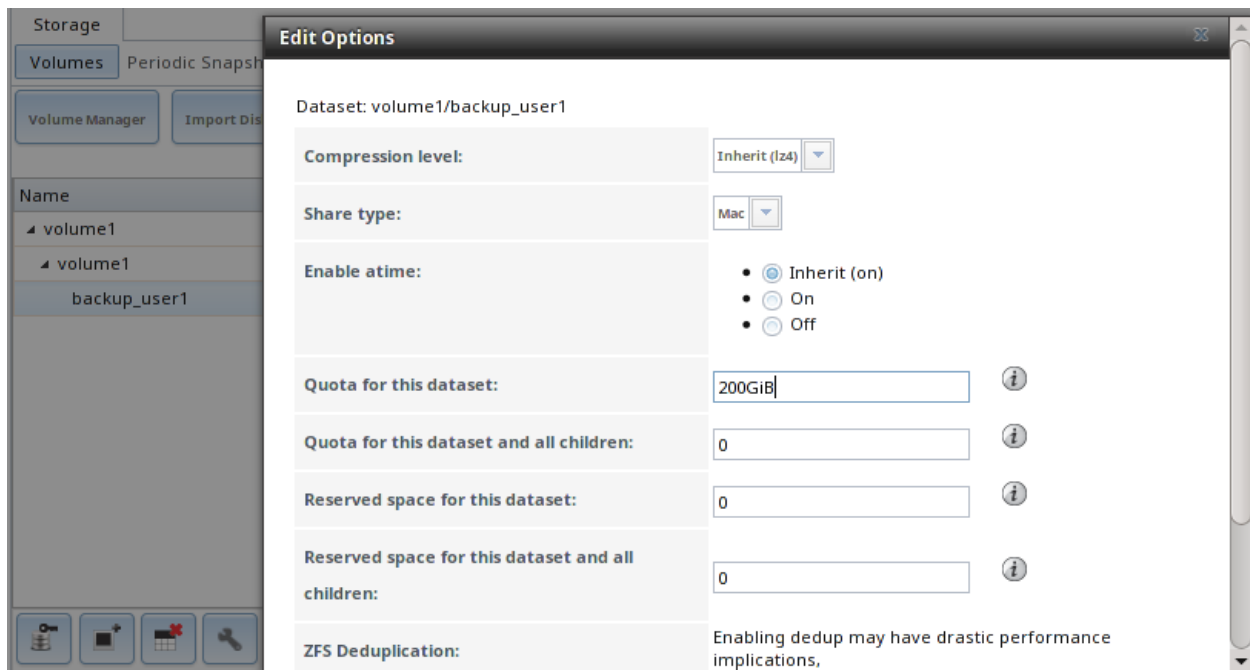 Storage
Edit Options
Volumes Periodic Snapsh
Volume Manager Import Dis
Name
volume1
volume1
backup_user1
Dataset: volume1/backup_user1
Compression level: Inherit (lz4)
Share type: Mac
Enable atime: Inherit (on)
On
Off
Quota for this dataset: 200GiB
Quota for this dataset and all children: 0
Reserved space for this dataset: 0
Reserved space for this dataset and all
children: 0
ZFS Deduplication: Enabling dedup may have drastic performance
implications,